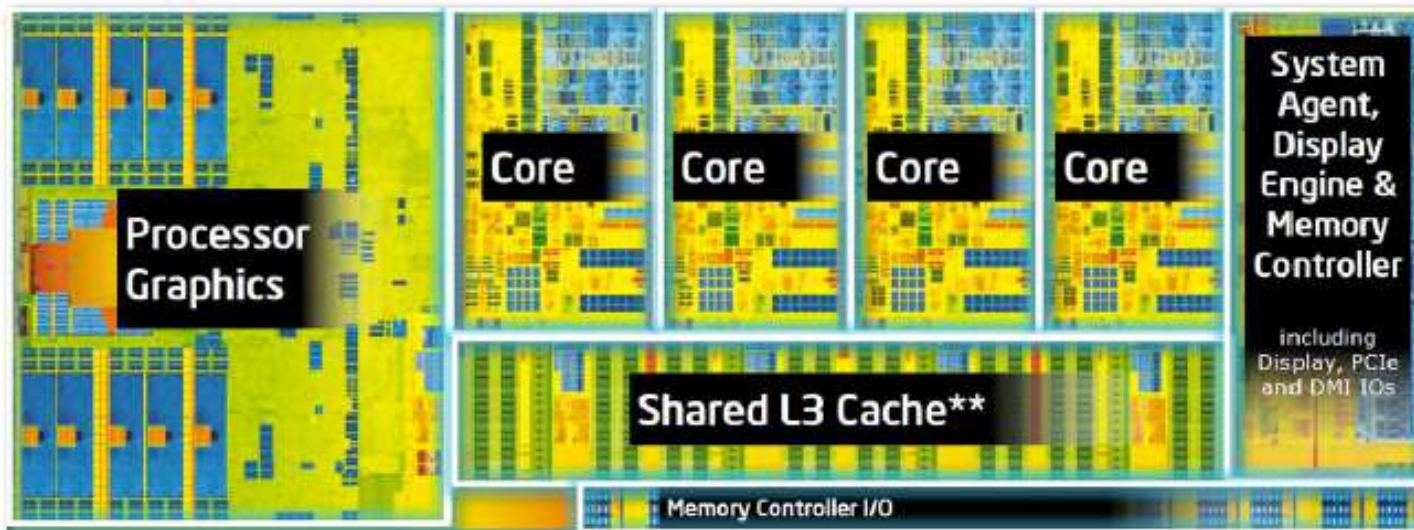 Processor
Graphics
Core
Core
Core
Core
System
Agent,
Display
Engine &
Memory
Controller
including
Display, PCIe
and DMI IOs
Shared L3 Cache**
Memory Controller I/O